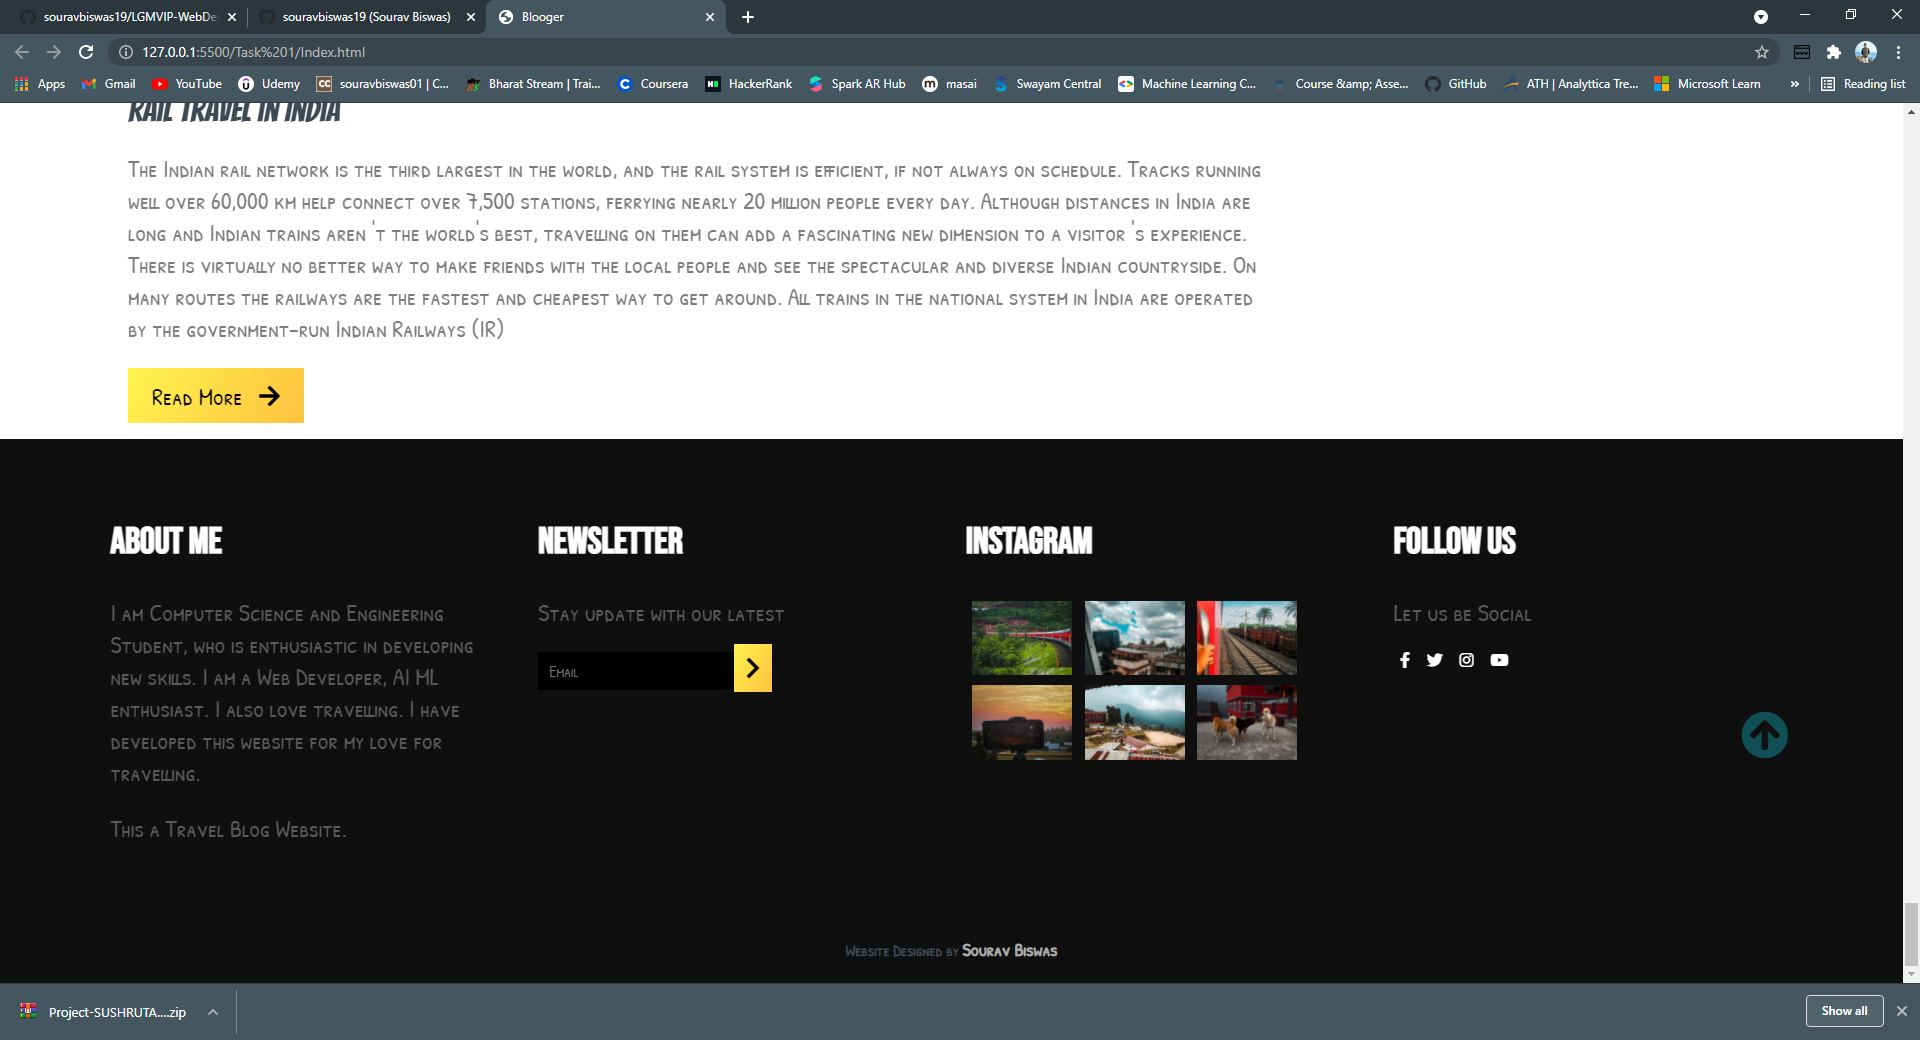 souravbiswas19/LGMVIP-WebDe
souravbiswas19 (Sourav Biswas)
Blooger
127.0.0.1:5500/Task%201/Index.html
Apps
Gmail
YouTube
Udemy
CC
souravbiswas01 | C...
Bharat Stream | Trai...
Coursera
HackerRank
Spark AR Hub
masai
Swayam Central
Machine Learning C...
Course &amp; Asse...
GitHub
ATH | Analyttica Tre...
Microsoft Learn
»
Reading list
RAIL TRAVEL IN INDIA
The Indian rail network is the third largest in the world, and the rail system is efficient, if not always on schedule. Tracks running
well over 60,000 km help connect over 7,500 stations, ferrying nearly 20 million people every day. Although distances in India are
long and Indian trains aren 't the world's best, travelling on them can add a fascinating new dimension to a visitor 's experience.
There is virtually no better way to make friends with the local people and see the spectacular and diverse Indian countryside. On
many routes the railways are the fastest and cheapest way to get around. All trains in the national system in India are operated
by the government-run Indian Railways (IR)
Read More
ABOUT ME
I am Computer Science and Engineering
Student, who is enthusiastic in developing
new skills. I am a Web Developer, AI ML
enthusiast. I also love travelling. I have
developed this website for my love for
travelling.
This a Travel Blog Website.
NEWSLETTER
Stay update with our latest
Email
INSTAGRAM
FOLLOW US
Let us be Social
Website Designed by Sourav Biswas
Project-SUSHRUTA....zip
Show all